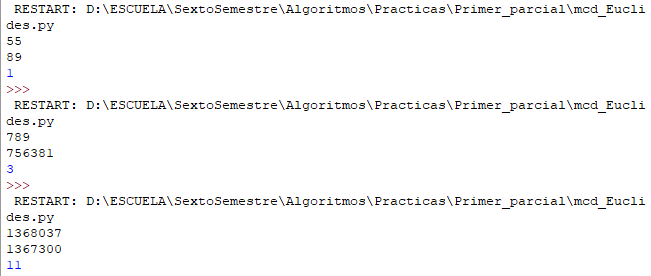 RESTART: D:\ESCUELA\SextoSemestre\Algoritmos\Practicas\Primer_parcial\mcd_Eucli
des.py
55
89
1
>>>
RESTART: D:\ESCUELA\SextoSemestre\Algoritmos\Practicas\Primer_parcial\mcd_Eucli
des.py
789
756381
3
>>>
RESTART: D:\ESCUELA\SextoSemestre\Algoritmos\Practicas\Primer_parcial\mcd_Eucli
des.py
1368037
1367300
11